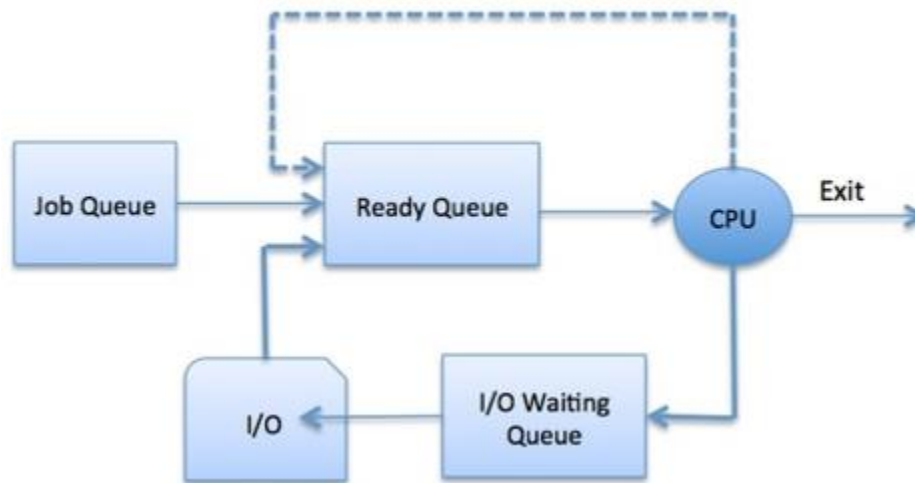 Job Queue
Ready Queue
CPU
Exit
I/O
I/O Waiting
Queue